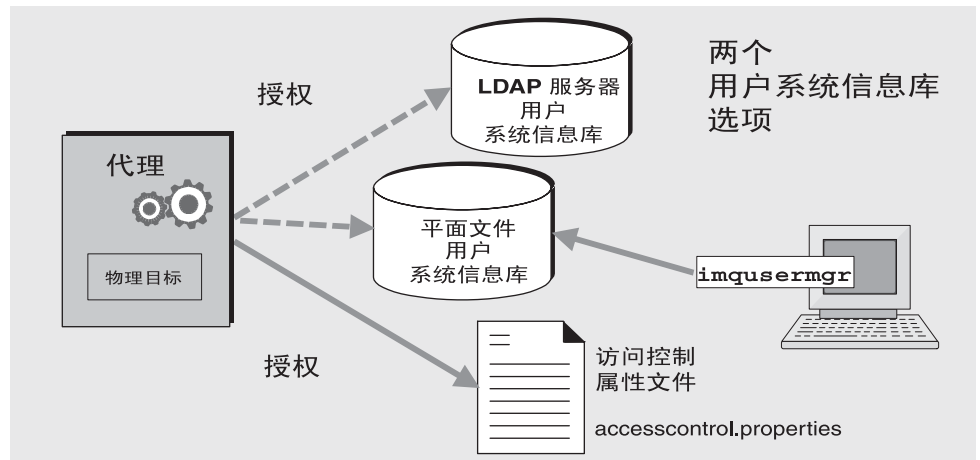 两个
用户系统信息库
选项
授权
LDAP 服务器
用户
系统信息库
代理
物理目标
平面文件
用户
系统信息库
imqusermgr
授权
访问控制
属性文件
accesscontrol.properties